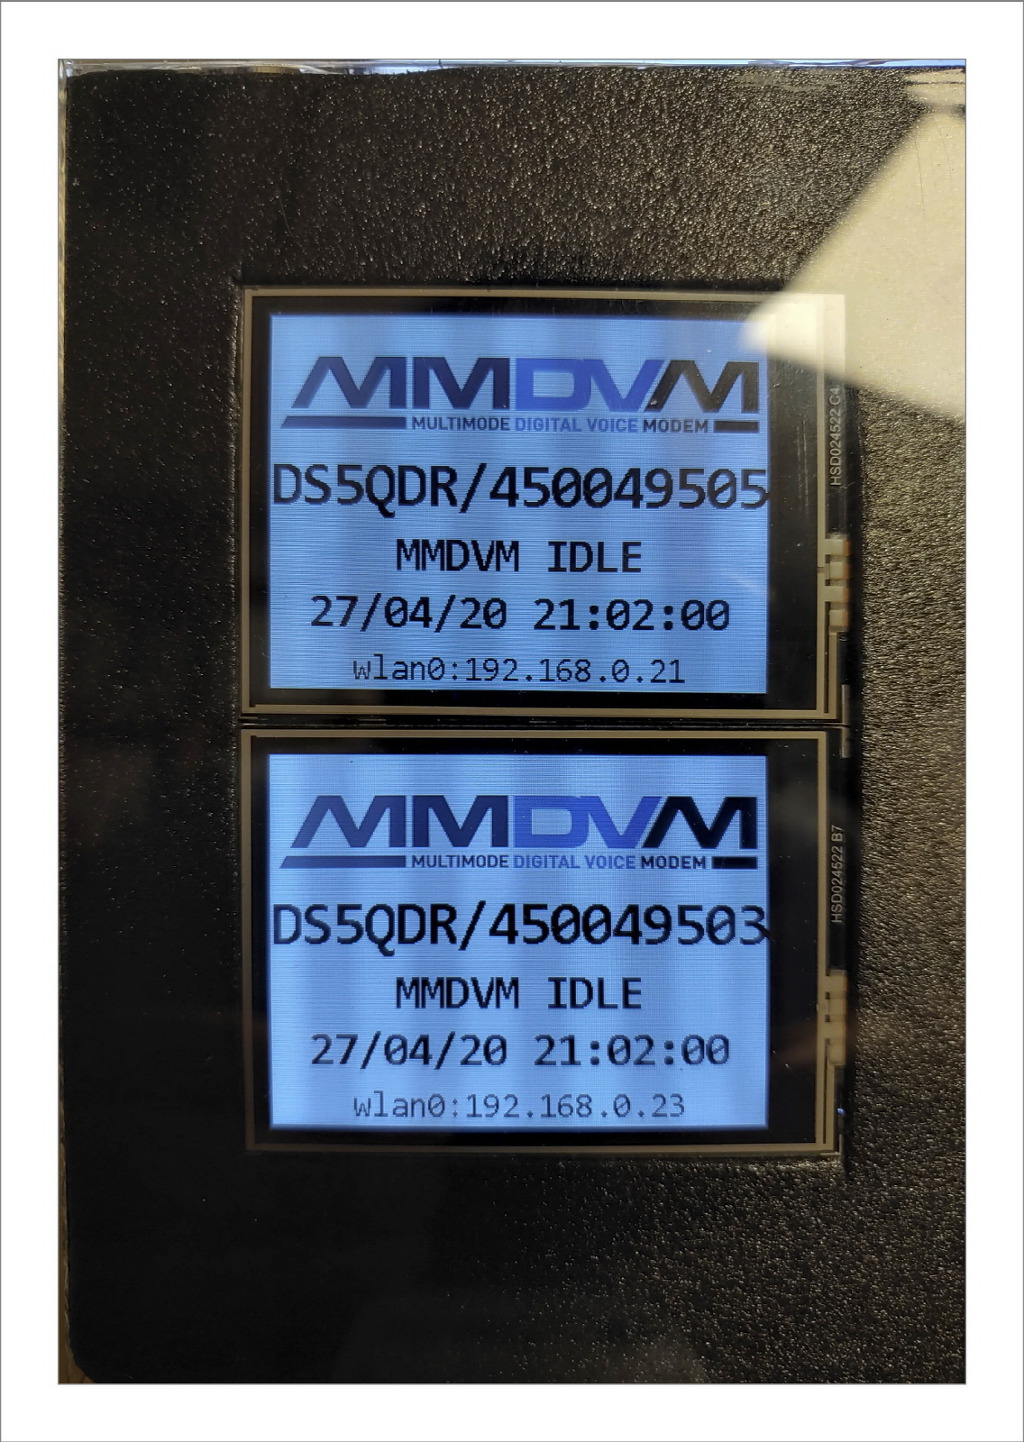 MMDVM
MULTIMODE DIGITAL VOICE MODEM
DS5QDR/450049505
MMDVM IDLE
27/04/20 21:02:00
wlan0:192.168.0.21
HSD024522 C4
MMDVM
MULTIMODE DIGITAL VOICE MODEM
DS5QDR/450049503
MMDVM IDLE
27/04/20 21:02:00
wlan0:192.168.0.23
HSD024522 B7